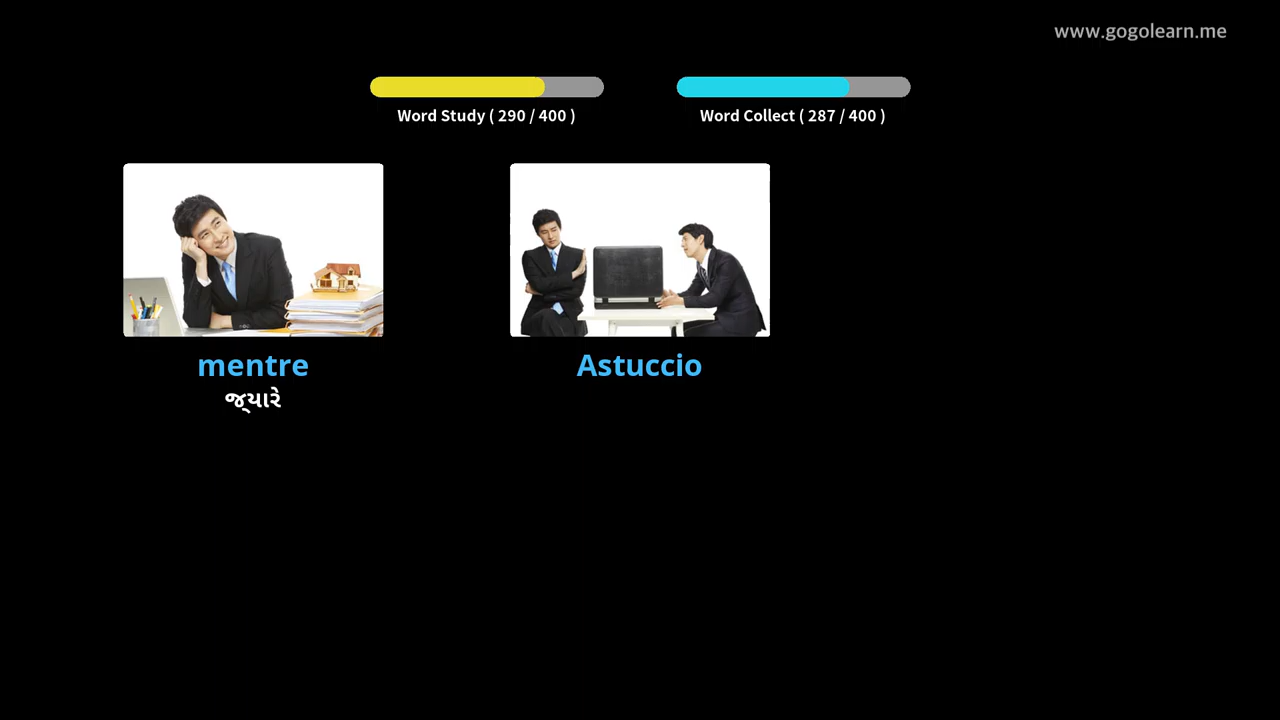 www.gogolearn.me
Word Study ( 290 / 400 )
Word Collect ( 287 / 400 )
mentre
જ્યારે
Astuccio